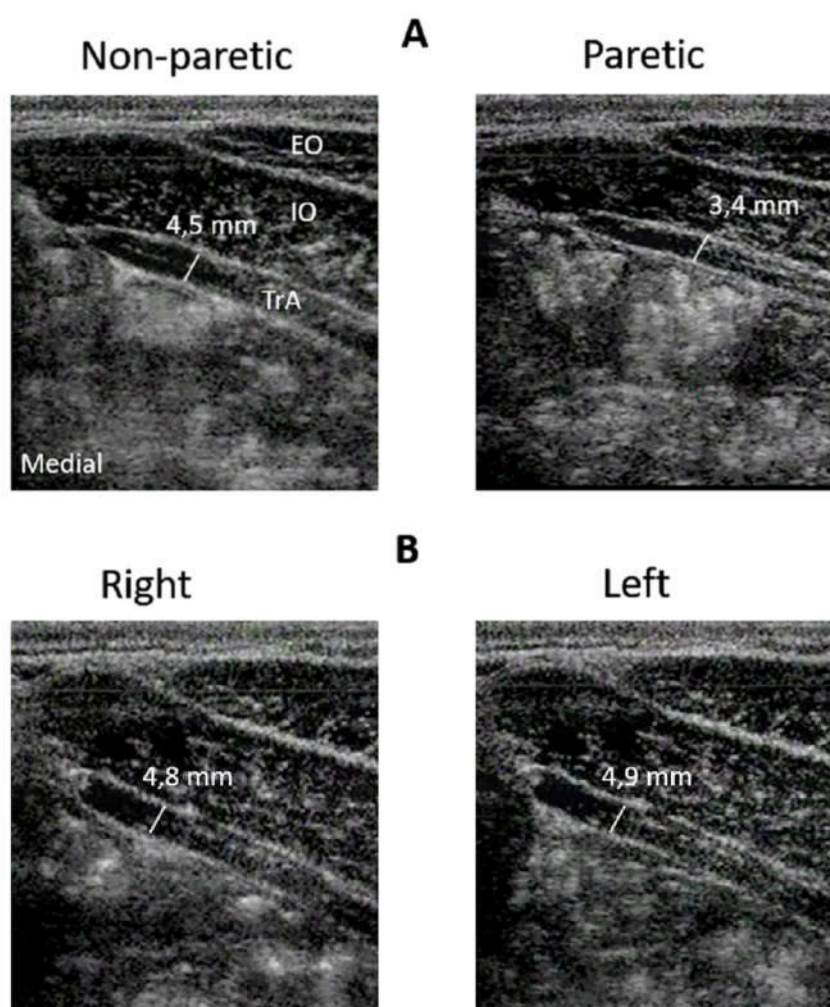 A
Non-paretic
Paretic
EO
IO
4,5 mm
TrA
Medial
3,4 mm
B
Right
Left
4,8 mm
4,9 mm